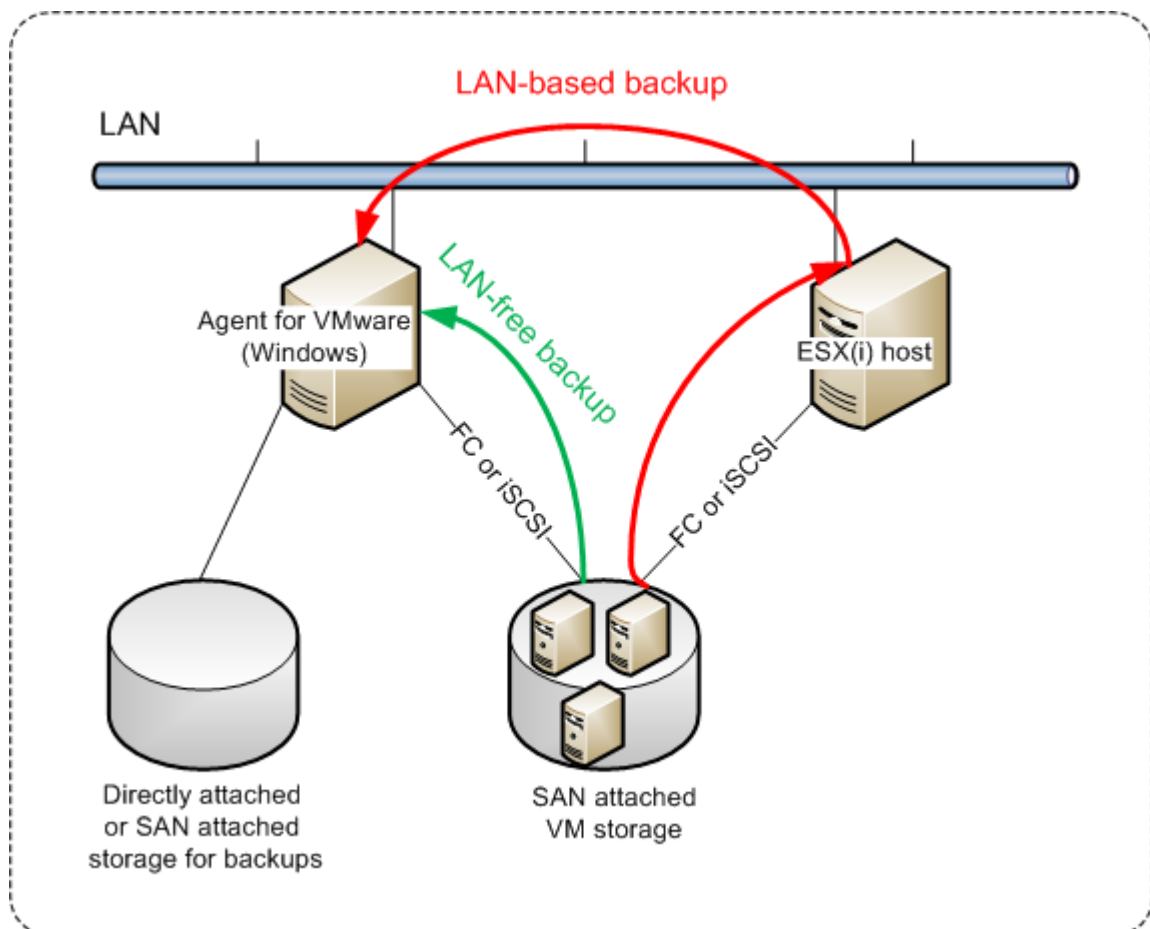 LAN-based backup
LAN
LAN-free backup
Agent for VMware
(Windows)
ESX(i) host
FC or iSCSI
FC or iSCSI
Directly attached
or SAN attached
storage for backups
SAN attached
VM storage